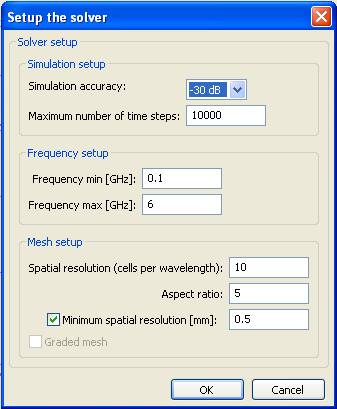 Setup the solver
Solver setup
Simulation setup
Simulation accuracy: -30 dB
Maximum number of time steps: 10000
Frequency setup
Frequency min [GHz]: 0.1
Frequency max [GHz]: 6
Mesh setup
Spatial resolution (cells per wavelength): 10
Aspect ratio: 5
Minimum spatial resolution [mm]: 0.5
Graded mesh
OK Cancel